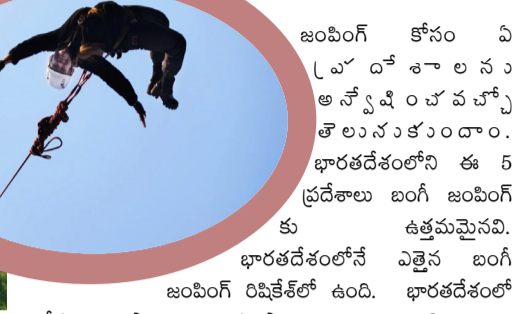 జంపింగ్ కోసం ఏ
ప్రదేశాలను
అన్వేషించవచ్చో
తెలుసుకుందాం.
భారతదేశంలోని ఈ 5
ప్రదేశాలు బంగీ జంపింగ్
కు ఉత్తమమైనవి.
భారతదేశంలోనే ఎత్తైన బంగీ
జంపింగ్ రిషికేశ్‌లో ఉంది. భారతదేశంలో